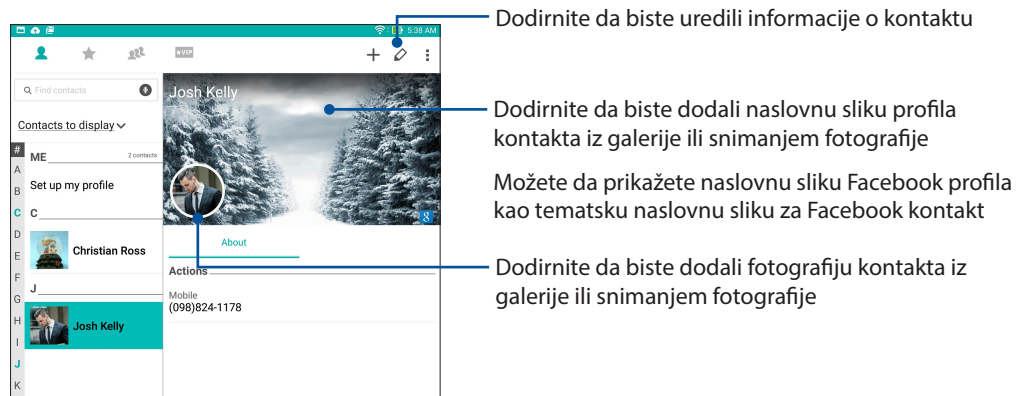 5:38 AM
★VIP
Find contacts
Contacts to display
#
ME
2 contacts
A
B
Set up my profile
C
C
D
E
Christian Ross
F
J
G
H
Josh Kelly
I
J
K
Josh Kelly
8
About
Actions
Mobile
(098)824-1178
Dodirnite da biste uredili informacije o kontaktu
Dodirnite da biste dodali naslovnu sliku profila
kontakta iz galerije ili snimanjem fotografije
Možete da prikažete naslovnu sliku Facebook profila
kao tematsku naslovnu sliku za Facebook kontakt
Dodirnite da biste dodali fotografiju kontakta iz
galerije ili snimanjem fotografije